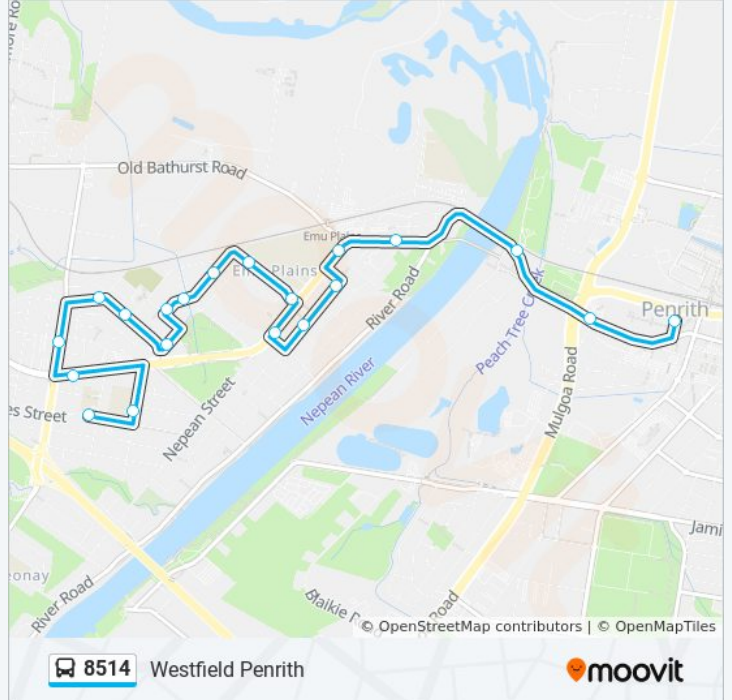 Old Bathurst Road
Emu Plains
Emu Plains
River Road
Peach Tree Creek
Penrith
Nepean River
Mulgoa Road
es Street
Nepean Street
Jami
eonay
River Road
Road
© OpenStreetMap contributors | © OpenMapTiles
8514 Westfield Penrith moovit